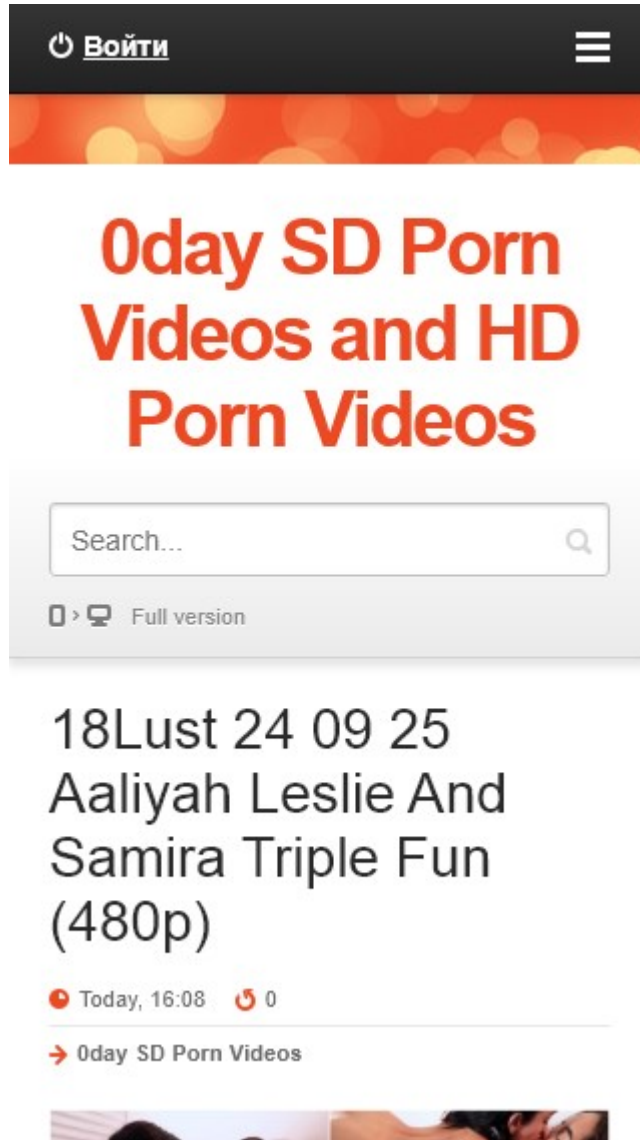 Войти
0day SD Porn
Videos and HD
Porn Videos
Search...
Full version
18Lust 24 09 25
Aaliyah Leslie And
Samira Triple Fun
(480p)
Today, 16:08 0
0day SD Porn Videos